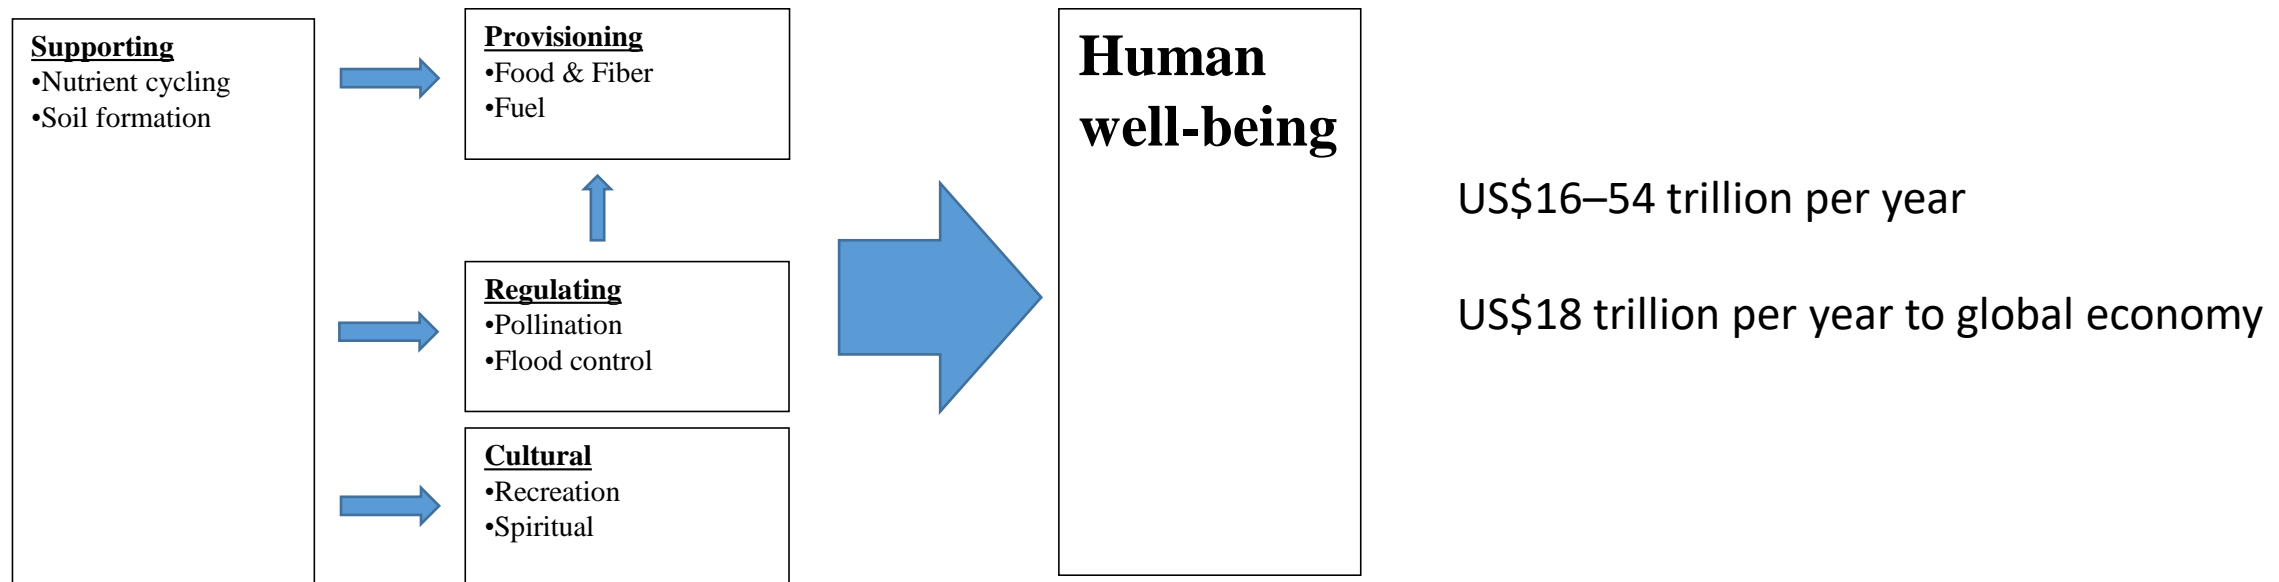 Supporting
•Nutrient cycling
•Soil formation
Provisioning
•Food & Fiber
•Fuel
Regulating
•Pollination
•Flood control
Cultural
•Recreation
•Spiritual
Human
well-being
US$16–54 trillion per year
US$18 trillion per year to global economy